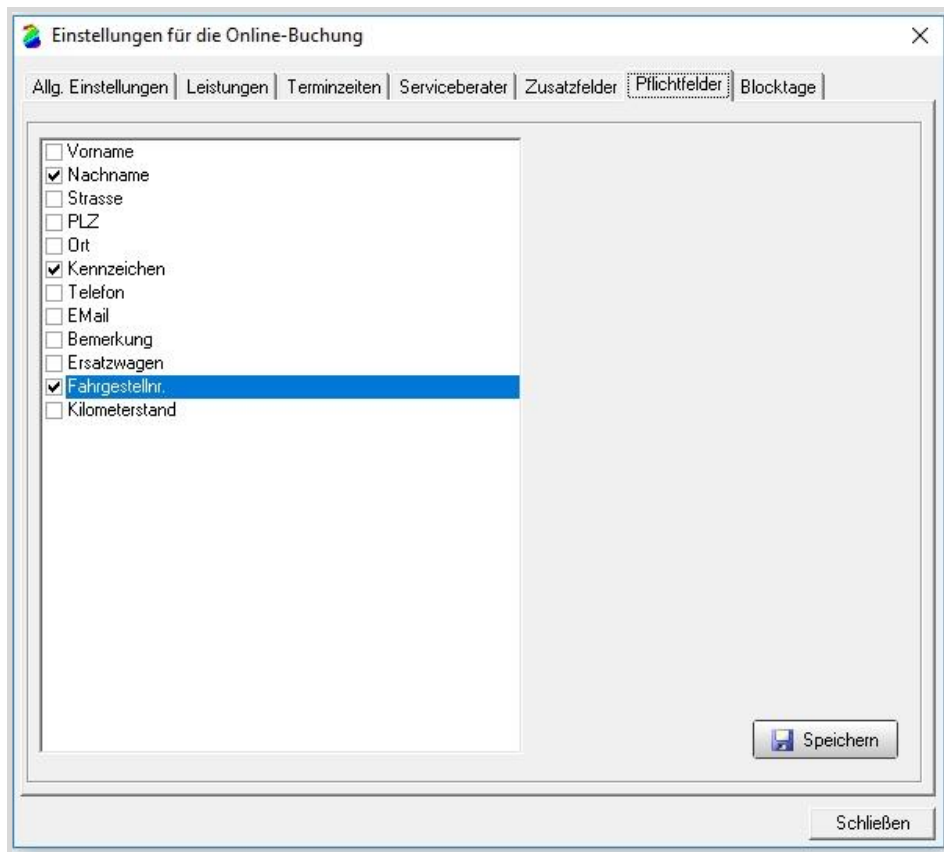 Einstellungen für die Online-Buchung
Allg. Einstellungen Leistungen Terminzeiten Serviceberater Zusatzfelder Pflichtfelder Blocktage
Vorname
Nachname
Strasse
PLZ
Ort
Kennzeichen
Telefon
EMail
Bemerkung
Ersatzwagen
Fahrgestellnr.
Kilometerstand
Speichern
Schließen